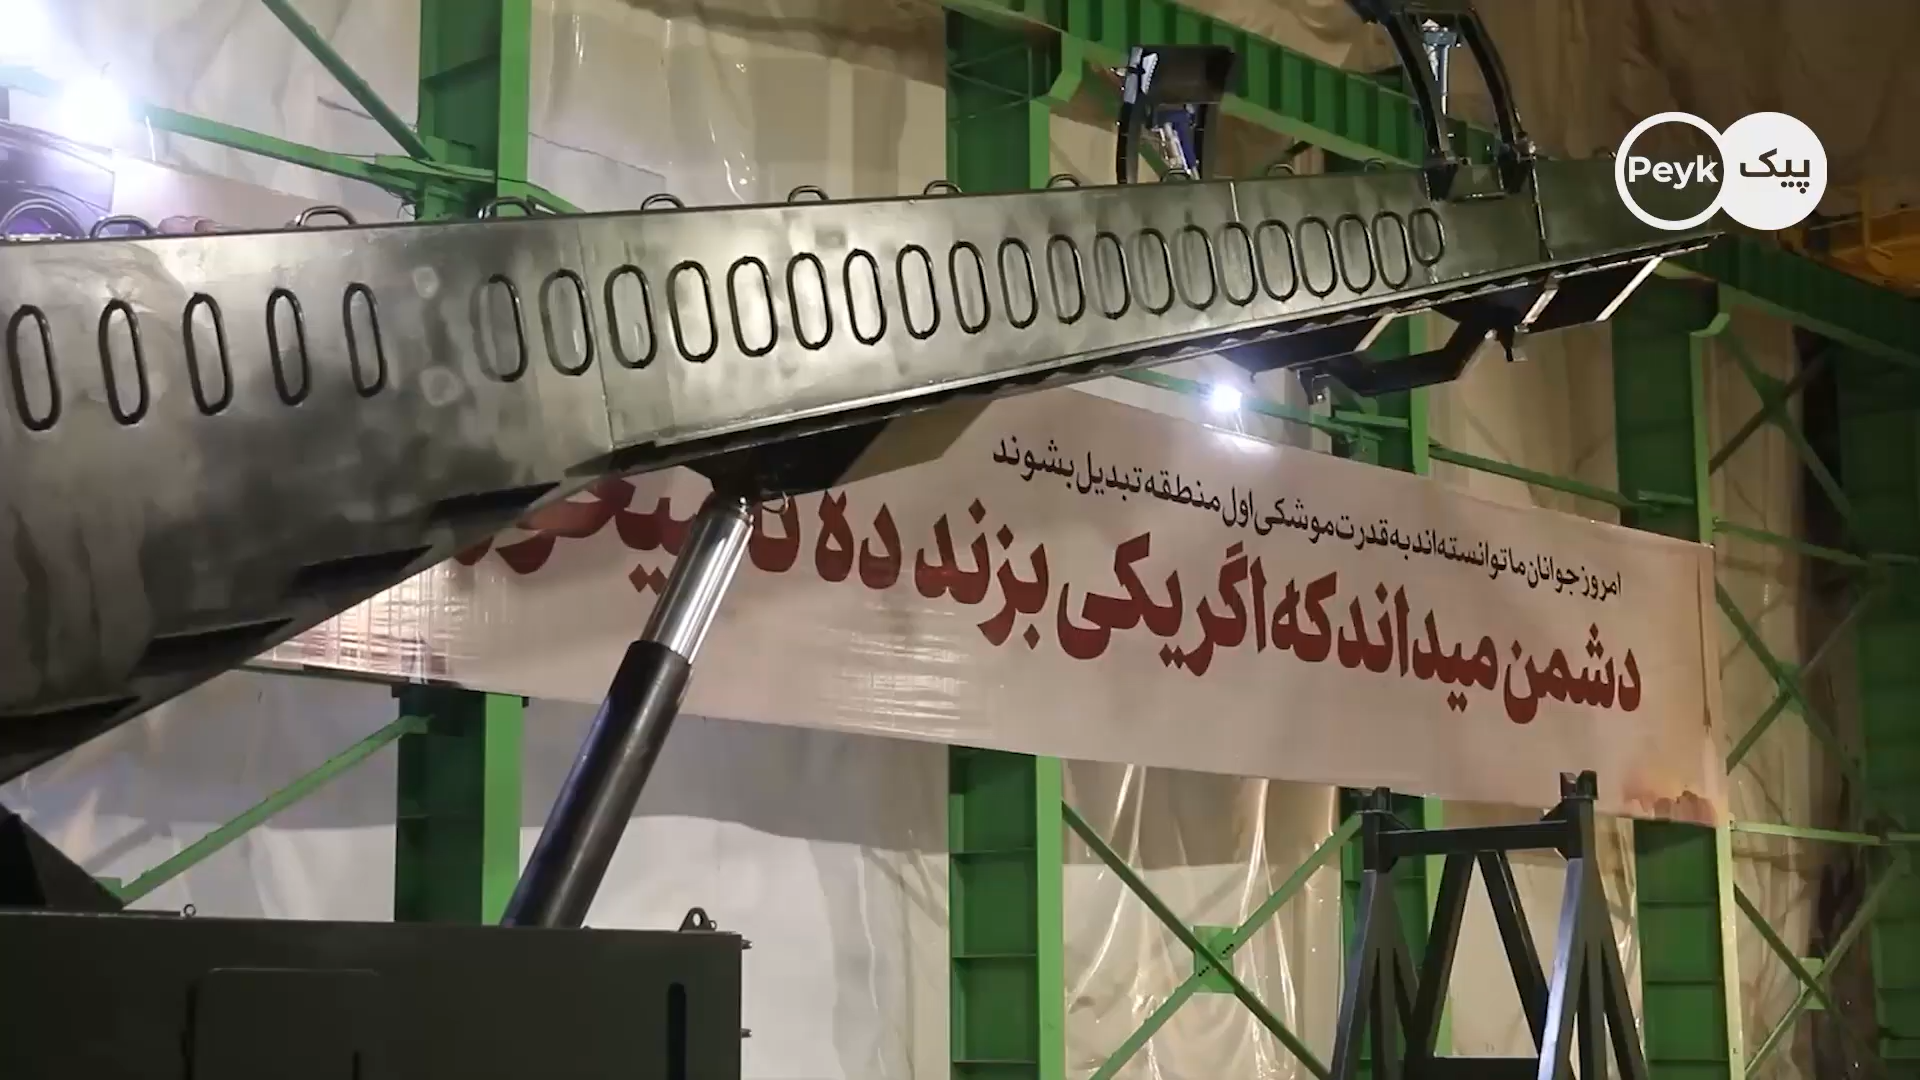 Peyk پیک
امروز جوانان ما توانسته‌اند به قدرت موشکی اول منطقه تبدیل بشوند
دشمن میداند که اگر یکی بزند ده تا میخورد